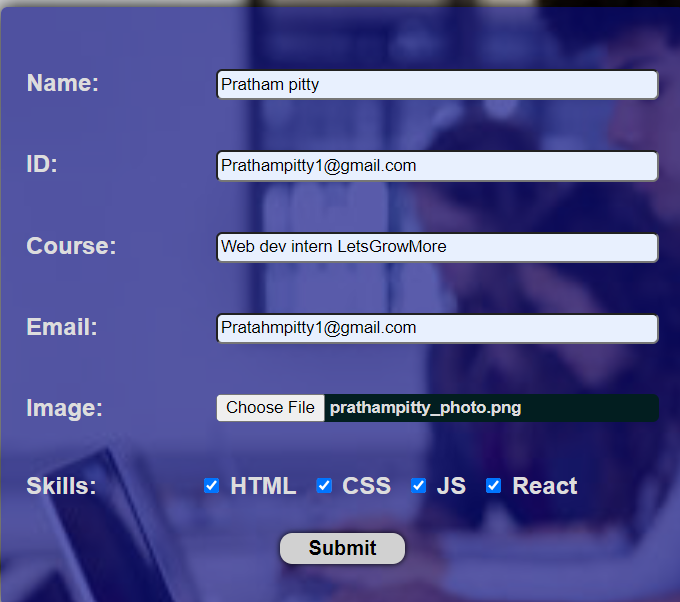 Name: Pratham pitty
ID: Prathampitty1@gmail.com
Course: Web dev intern LetsGrowMore
Email: Pratahmpitty1@gmail.com
Image: Choose File prathampitty_photo.png
Skills: HTML CSS JS React
Submit